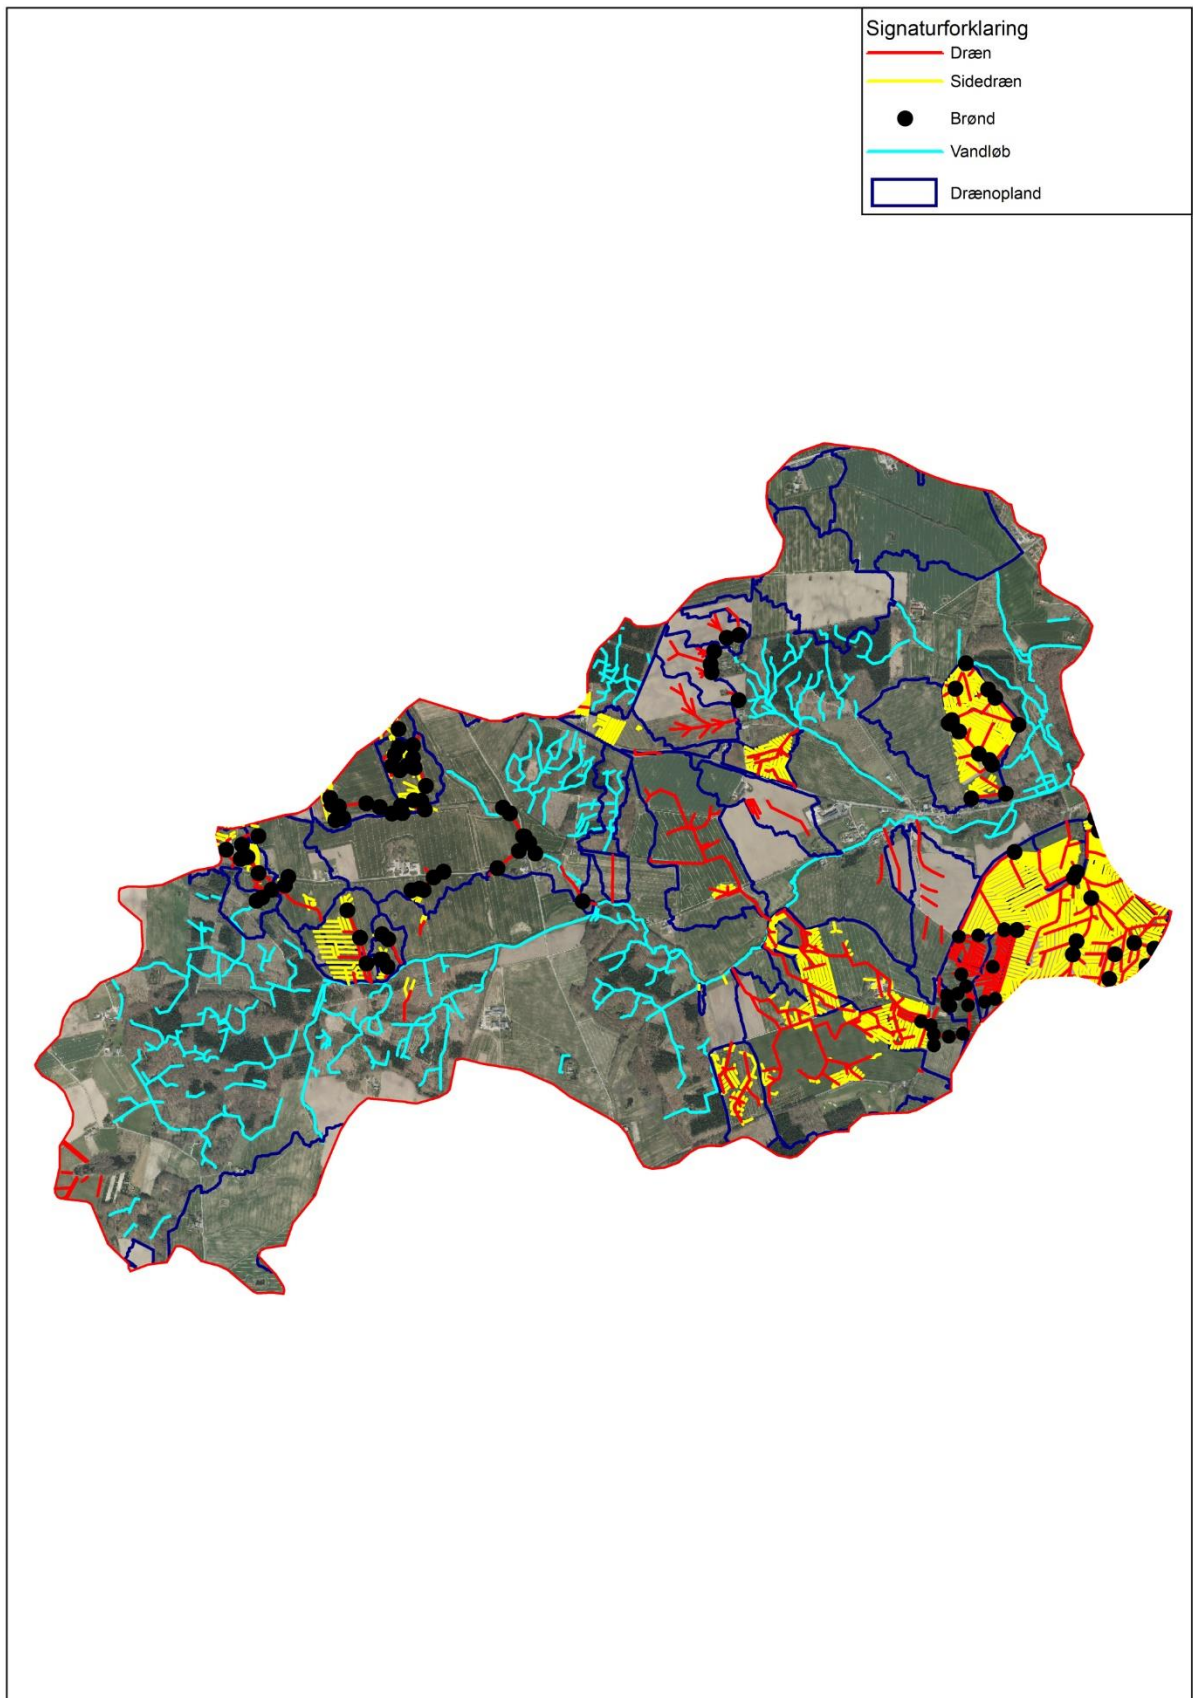 Signaturforklaring
Dræn
Sidedræn
Brønd
Vandløb
Drænopland